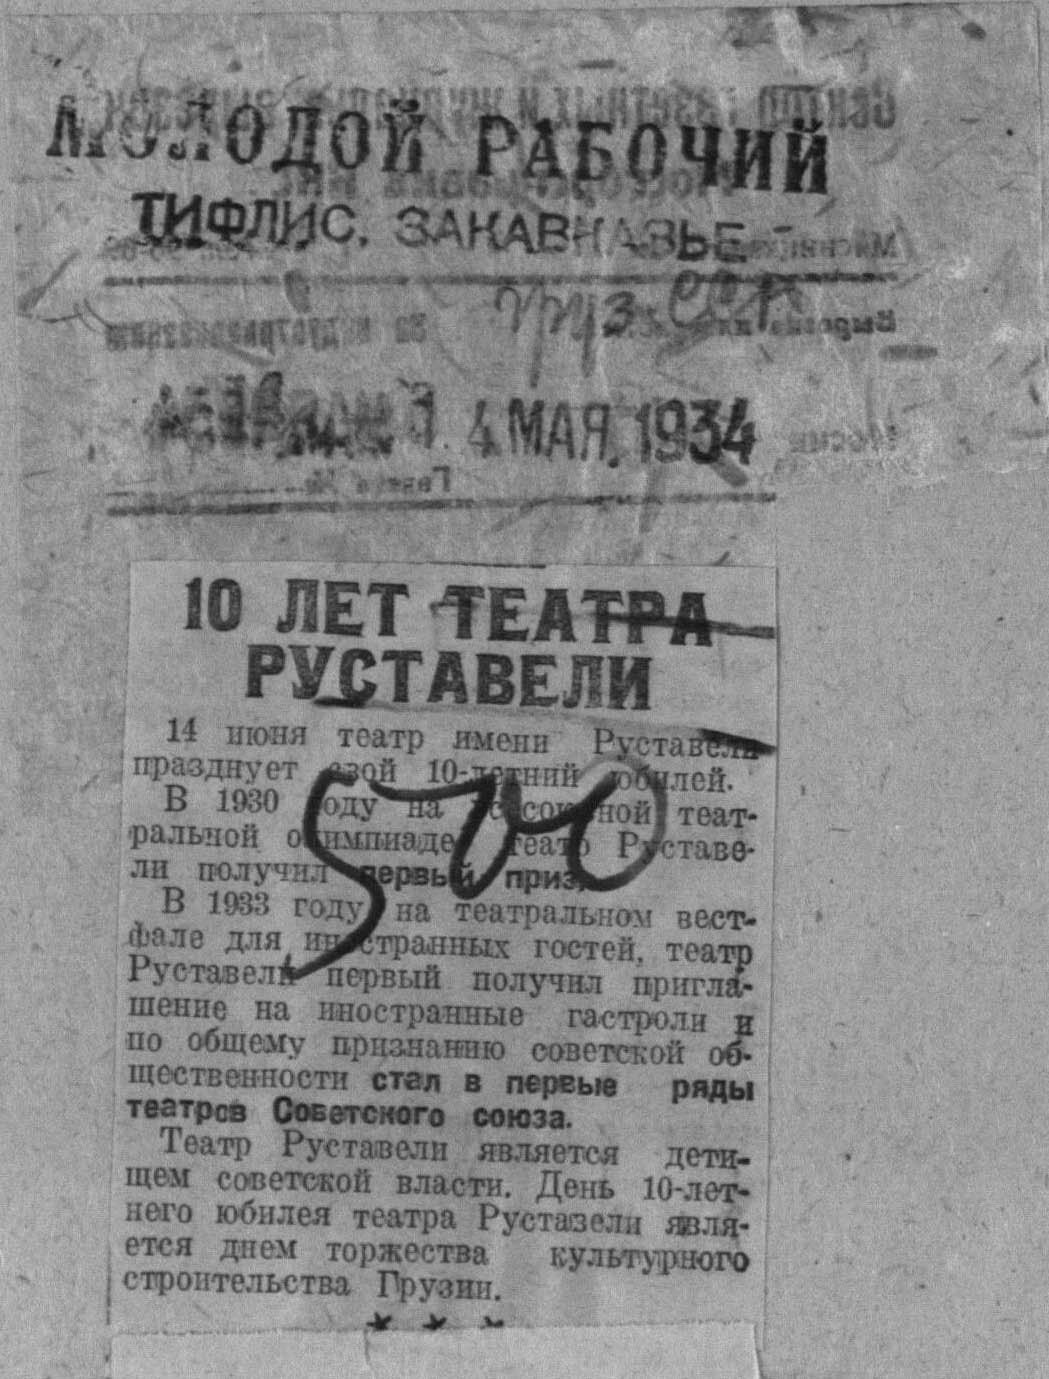 МОЛОДОЙ РАБОЧИЙ
ТИФЛИС, ЗАКАВКАЗЬЕ
Груз
4 МАЯ. 1934
10 ЛЕТ ТЕАТРА
РУСТАВЕЛИ
14 июня театр имени Руставели
празднует свой 10-летний юбилей.
В 1930 году на всесоюзной теат-
ральной олимпиаде театр Руставе-
ли получил первый приз.
В 1933 году на театральном вест-
фале для иностранных гостей, театр
Руставели первый получил пригла-
шение на иностранные гастроли и
по общему признанию советской об-
щественности стал в первые ряды
театров Советского союза.
Театр Руставели является дети-
щем советской власти. День 10-лет-
него юбилея театра Руставели явля-
ется днем торжества культурного
строительства Грузии.
* * *
500